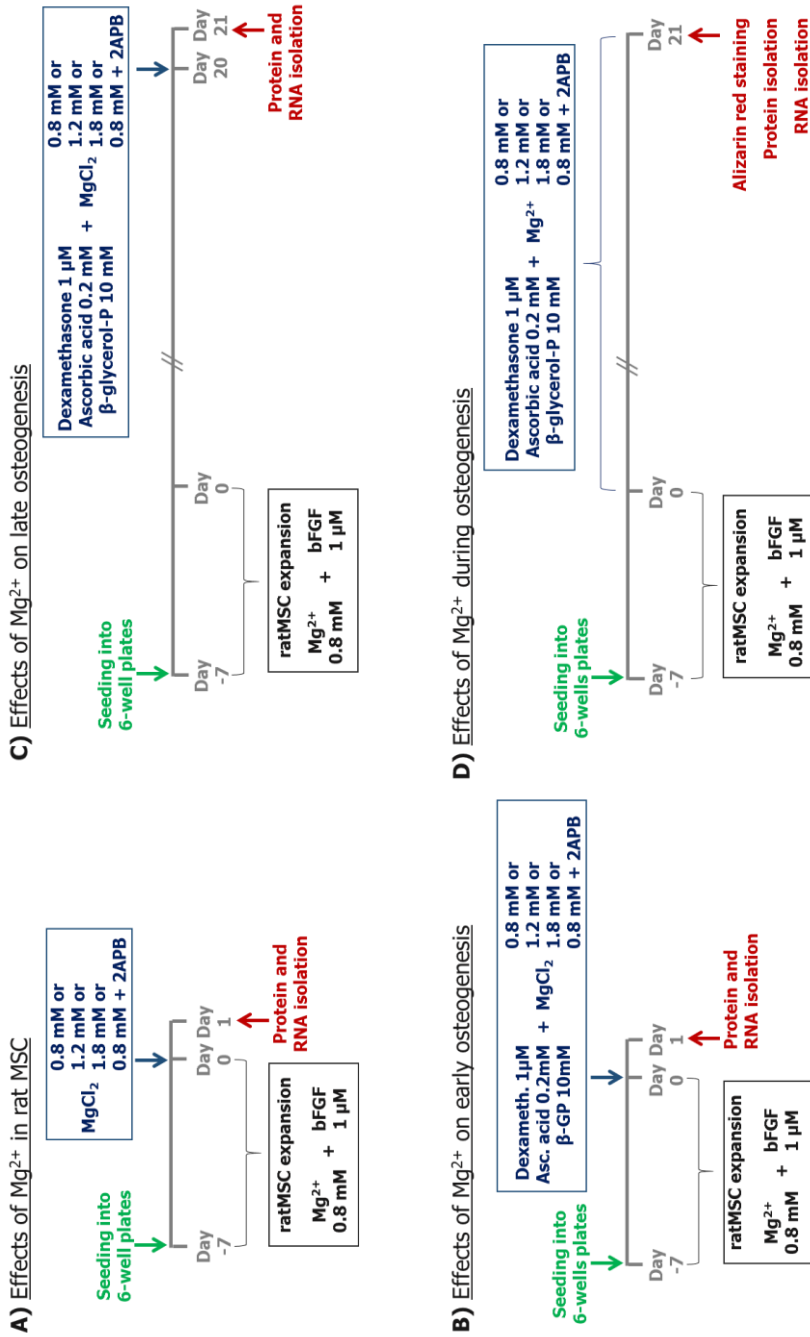 A) Effects of Mg²⁺ in rat MSC
Seeding into
6-well plates
MgCl₂
0.8 mM or
1.2 mM or
1.8 mM or
0.8 mM + 2APB
Day
-7
Day
0
Day
1
ratMSC expansion
Mg²⁺ + bFGF
0.8 mM 1 µM
Protein and
RNA isolation
B) Effects of Mg²⁺ on early osteogenesis
Seeding into
6-wells plates
Dexameth. 1µM
Asc. acid 0.2mM + MgCl₂
β-GP 10mM
0.8 mM or
1.2 mM or
1.8 mM or
0.8 mM + 2APB
Day
-7
Day
0
Day
1
ratMSC expansion
Mg²⁺ + bFGF
0.8 mM 1 µM
Protein and
RNA isolation
C) Effects of Mg²⁺ on late osteogenesis
Seeding into
6-well plates
Dexamethasone 1 µM
Ascorbic acid 0.2 mM + MgCl₂
β-glycerol-P 10 mM
0.8 mM or
1.2 mM or
1.8 mM or
0.8 mM + 2APB
Day
-7
Day
0
Day
20
Day
21
ratMSC expansion
Mg²⁺ + bFGF
0.8 mM 1 µM
Protein and
RNA isolation
D) Effects of Mg²⁺ during osteogenesis
Seeding into
6-wells plates
Dexamethasone 1 µM
Ascorbic acid 0.2 mM + Mg²⁺
β-glycerol-P 10 mM
0.8 mM or
1.2 mM or
1.8 mM or
0.8 mM + 2APB
Day
-7
Day
0
Day
21
ratMSC expansion
Mg²⁺ + bFGF
0.8 mM 1 µM
Alizarin red staining
Protein isolation
RNA isolation